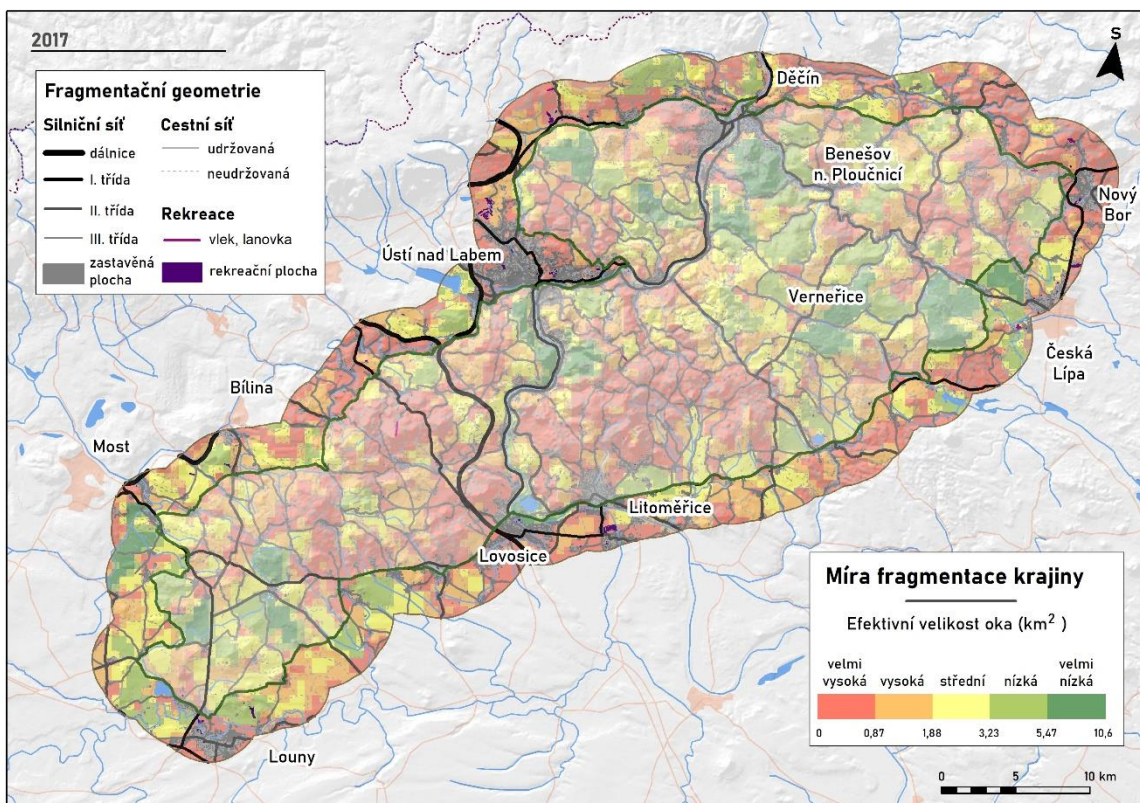 2017
S
Fragmentační geometrie
Silniční síť
dálnice
I. třída
II. třída
III. třída
zastavěná
plocha
Cestní síť
udržovaná
neudržovaná
Rekreace
vlek, lanovka
rekreační plocha
Děčín
Benešov
n. Ploučnicí
Nový
Bor
Ústí nad Labem
Verneřice
Česká
Lípa
Bílina
Most
Litoměřice
Lovosice
Louny
Míra fragmentace krajiny
Efektivní velikost oka (km²)
velmi vysoká
vysoká
střední
nízká
velmi nízká
0 0,87 1,88 3,23 5,47 10,6
0 5 10 km